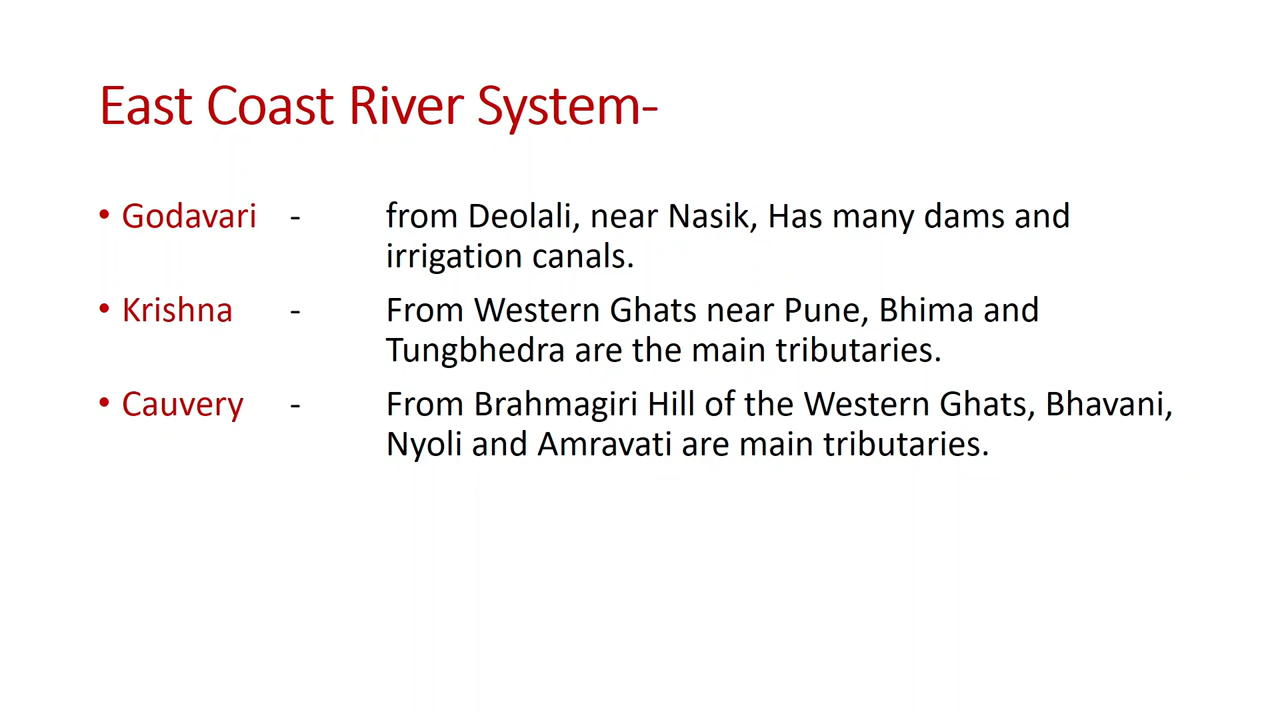 East Coast River System-
• Godavari - from Deolali, near Nasik, Has many dams and
irrigation canals.
• Krishna - From Western Ghats near Pune, Bhima and
Tungbhedra are the main tributaries.
• Cauvery - From Brahmagiri Hill of the Western Ghats, Bhavani,
Nyoli and Amravati are main tributaries.